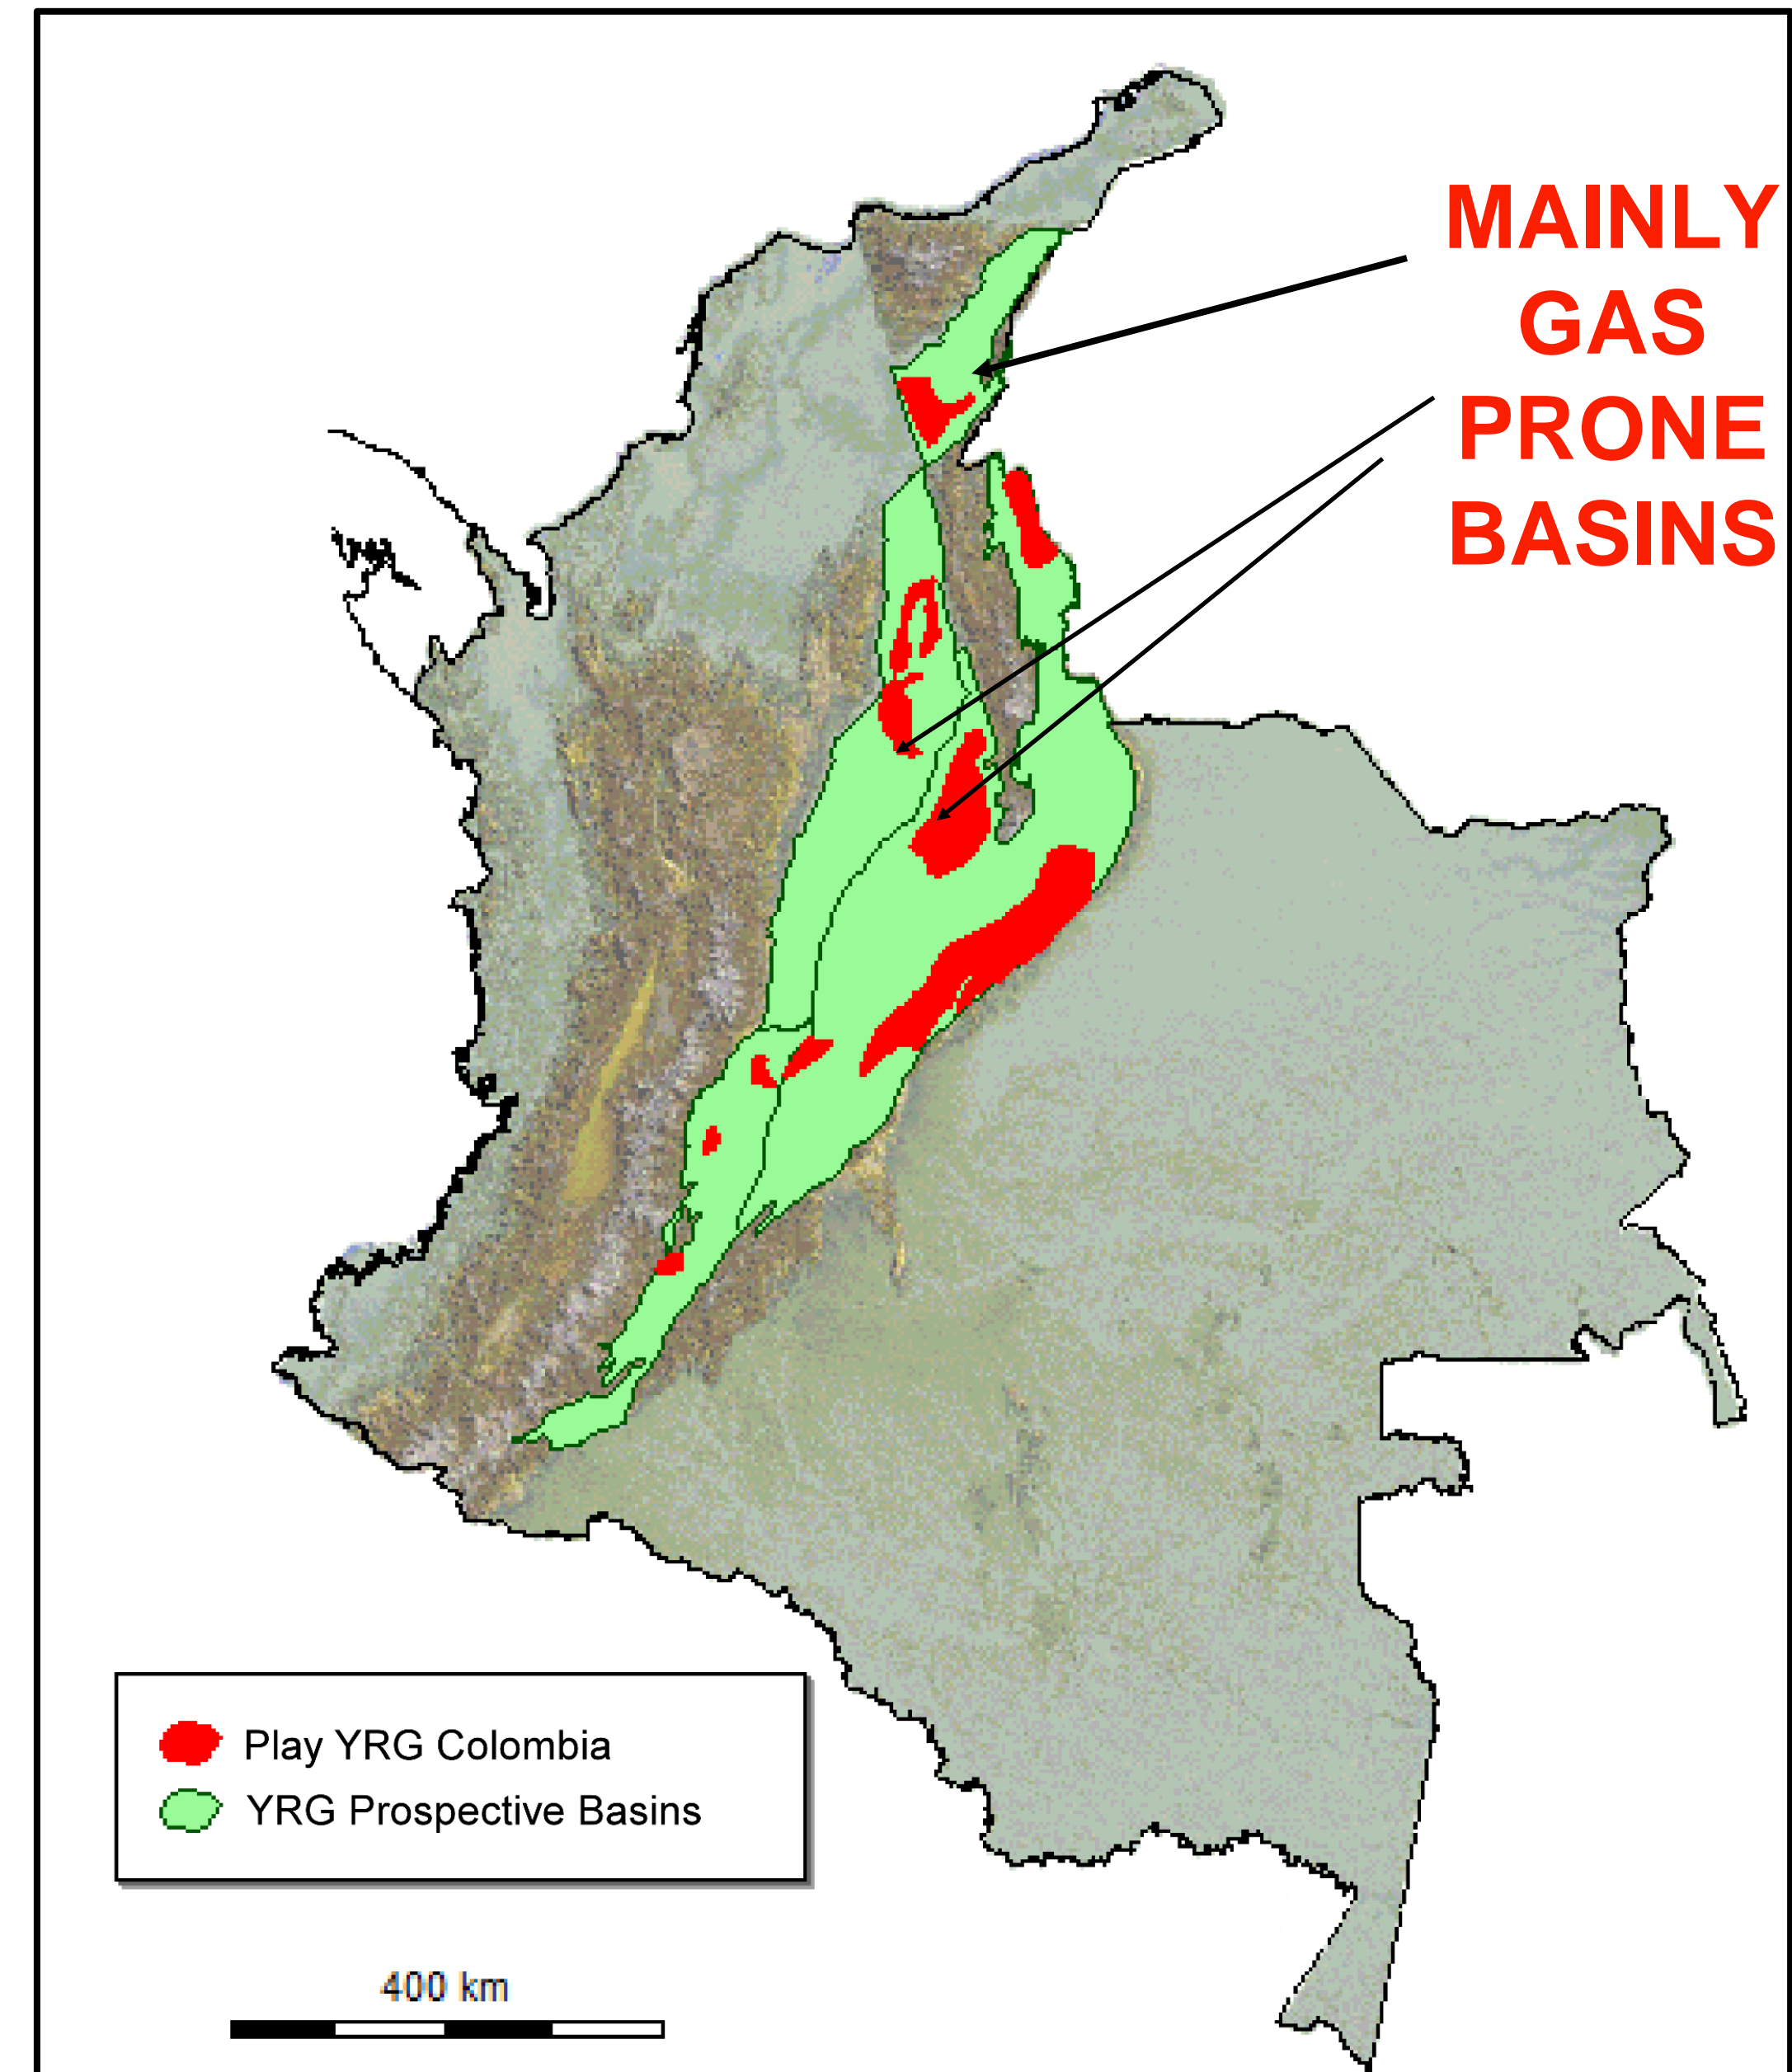 MAINLY
GAS
PRONE
BASINS
Play YRG Colombia
YRG Prospective Basins
400 km